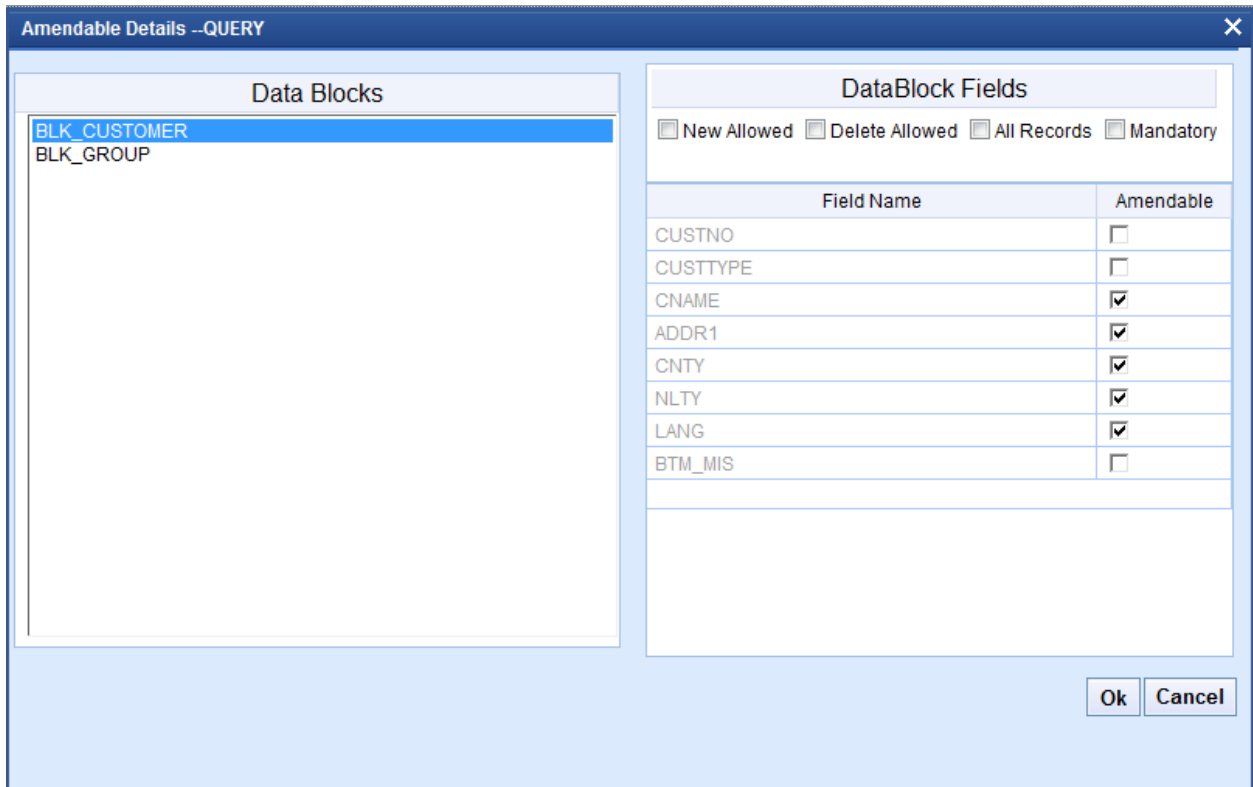 Amendable Details --QUERY
Data Blocks
BLK_CUSTOMER
BLK_GROUP
DataBlock Fields
New Allowed Delete Allowed All Records Mandatory
Field Name Amendable
CUSTNO
CUSTTYPE
CNAME
ADDR1
CNTY
NLTY
LANG
BTM_MIS
Ok Cancel